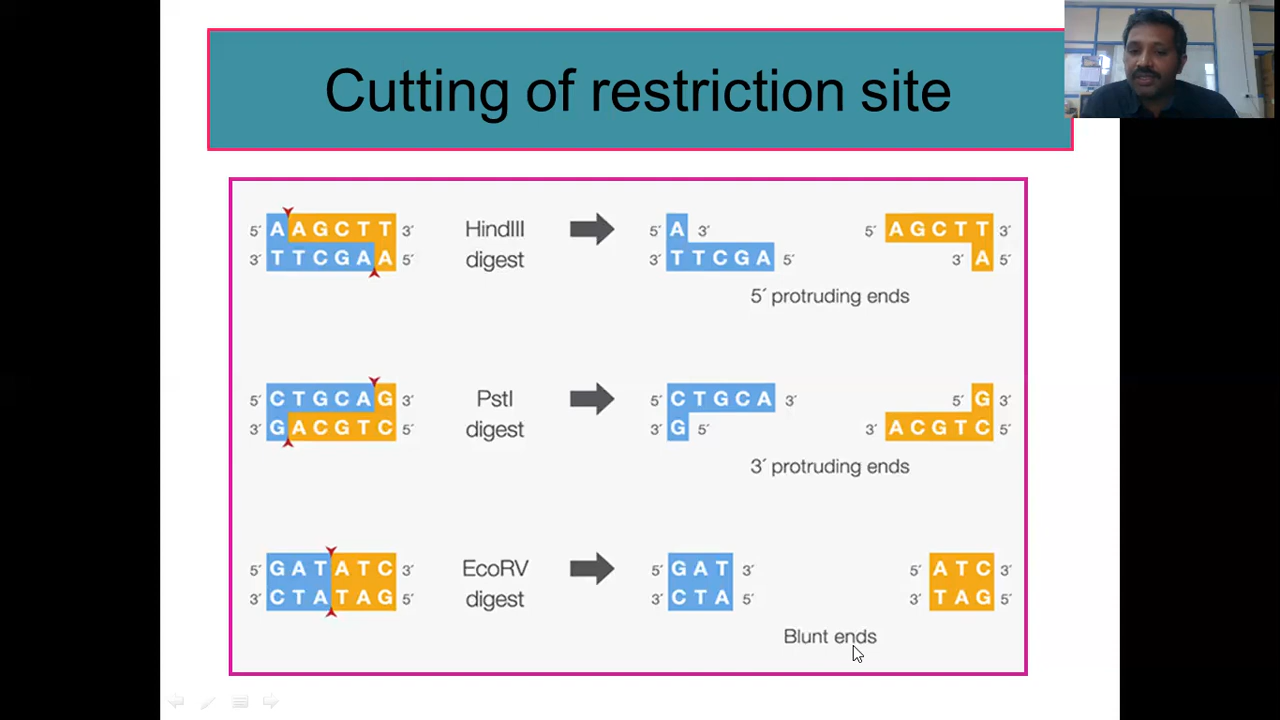 Cutting of restriction site
5´ A A G C T T 3´ HindIII 5´ A 3´ 5´ A G C T T 3´
3´ T T C G A A 5´ digest 3´ T T C G A 5´ 3´ A 5´
5´ protruding ends
5´ C T G C A G 3´ PstI 5´ C T G C A 3´ 5´ G 3´
3´ G A C G T C 5´ digest 3´ G 5´ 3´ A C G T C 5´
3´ protruding ends
5´ G A T A T C 3´ EcoRV 5´ G A T 3´ 5´ A T C 3´
3´ C T A T A G 5´ digest 3´ C T A 5´ 3´ T A G 5´
Blunt ends